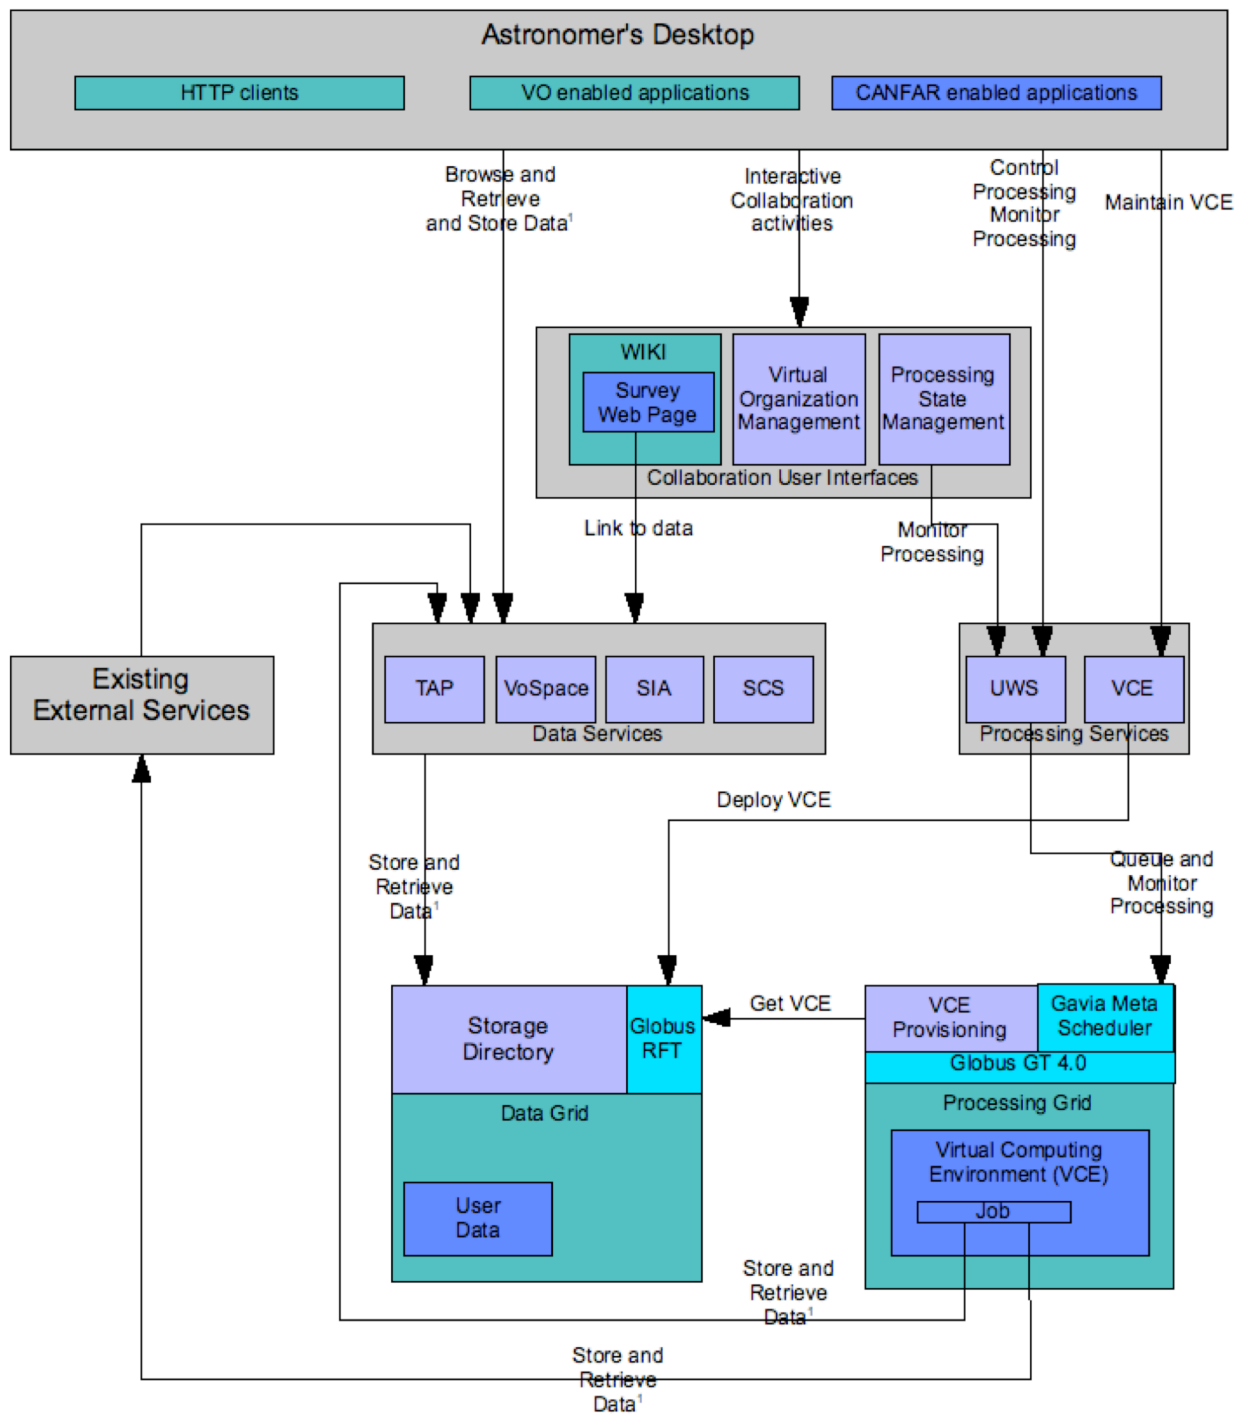 Astronomer's Desktop
HTTP clients
VO enabled applications
CANFAR enabled applications
Browse and
Retrieve
and Store Data¹
Interactive
Collaboration
activities
Control
Processing
Monitor
Processing
Maintain VCE
WIKI
Survey
Web Page
Virtual
Organization
Management
Processing
State
Management
Collaboration User Interfaces
Link to data
Monitor
Processing
Existing
External Services
TAP
VoSpace
SIA
SCS
Data Services
UWS
VCE
Processing Services
Deploy VCE
Store and
Retrieve
Data¹
Queue and
Monitor
Processing
Storage
Directory
Globus
RFT
Get VCE
VCE
Provisioning
Gavia Meta
Scheduler
Globus GT 4.0
Data Grid
Processing Grid
User
Data
Virtual Computing
Environment (VCE)
Job
Store and
Retrieve
Data¹
Store and
Retrieve
Data¹